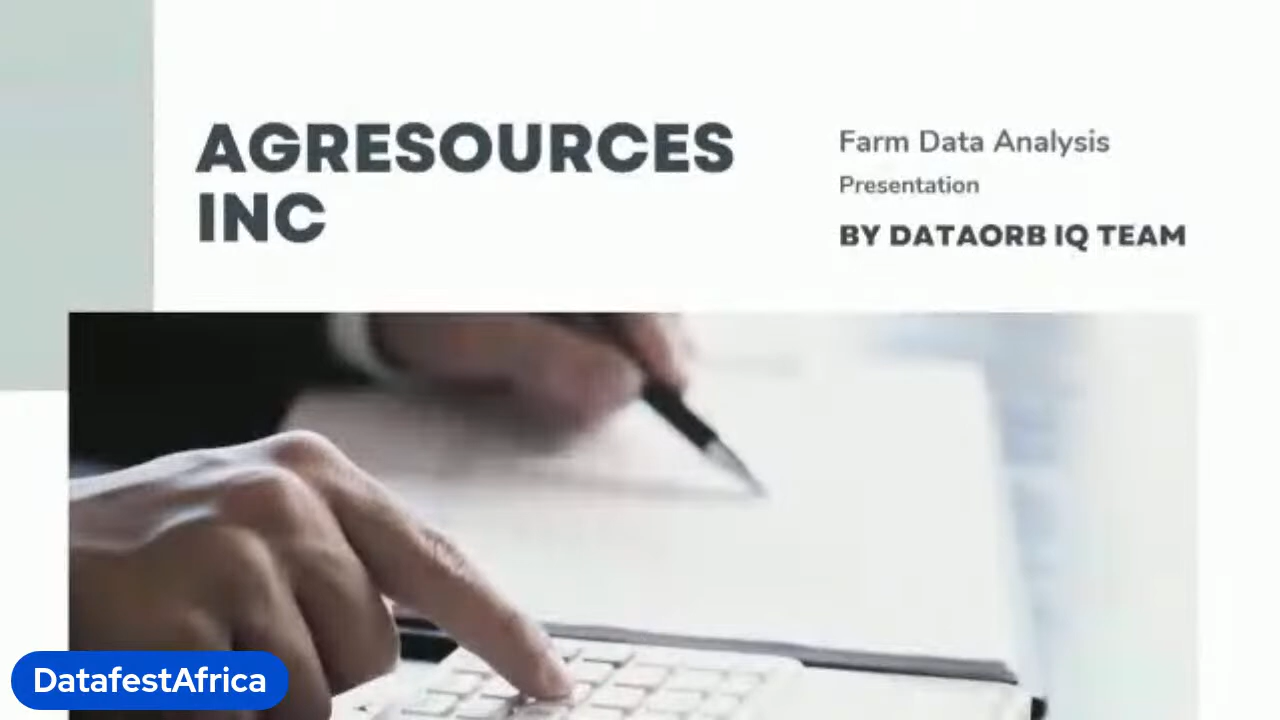 AGRESOURCES
INC
Farm Data Analysis
Presentation
BY DATAORB IQ TEAM
DatafestAfrica